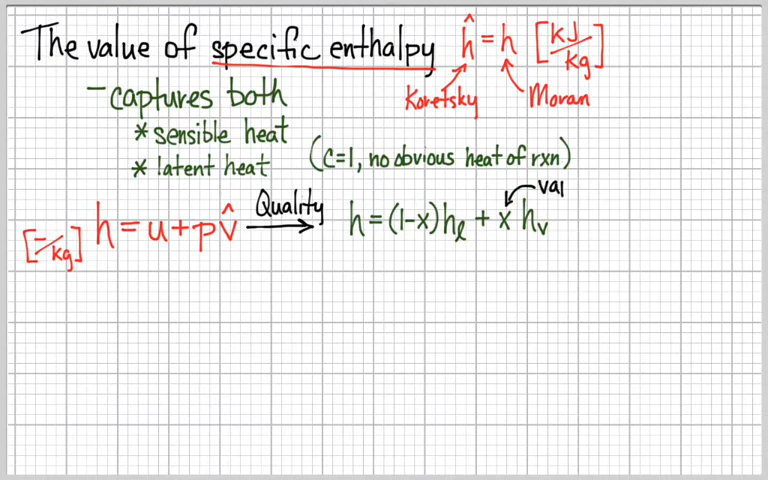 The value of specific enthalpy ĥ = h [kJ/kg]
Koretsky Moran
- captures both
* sensible heat
* latent heat (C=1, no obvious heat of rxn)
val
[—/kg] h = u + pv̂ Quality → h = (1-x)hℓ + x hv